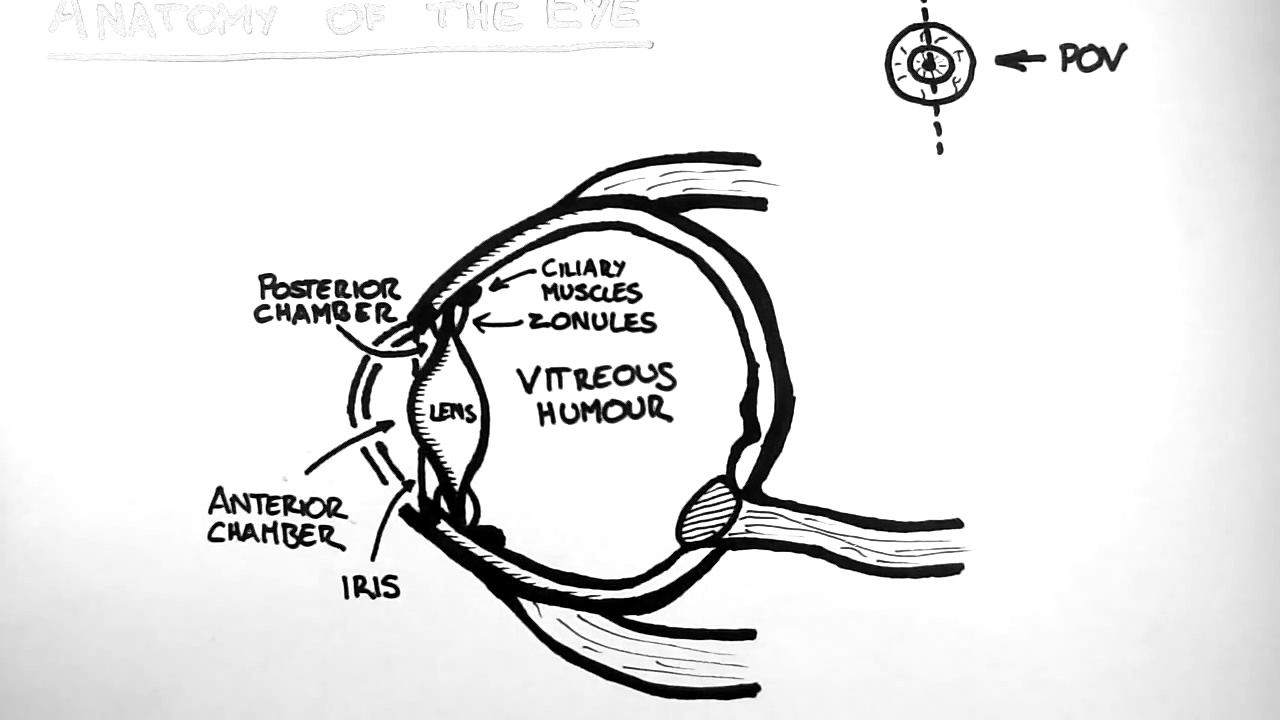 ANATOMY OF THE EYE
POV
CILIARY
MUSCLES
POSTERIOR
CHAMBER
ZONULES
VITREOUS
HUMOUR
LENS
ANTERIOR
CHAMBER
IRIS